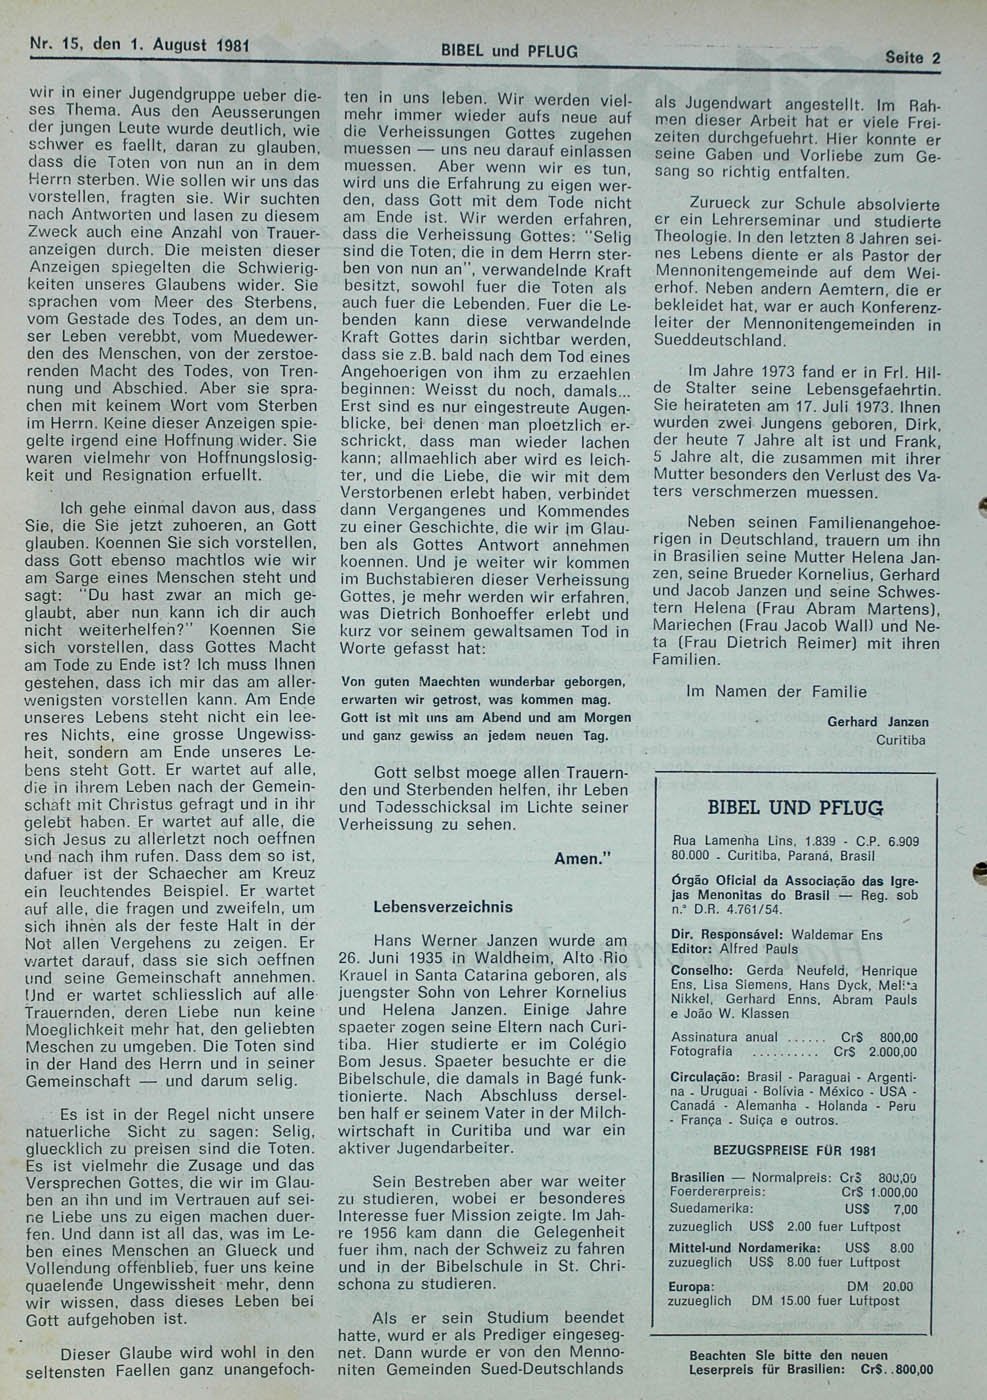 Nr. 15, den 1. August 1981
BIBEL und PFLUG
Seite 2
wir in einer Jugendgruppe ueber die-
ses Thema. Aus den Aeusserungen
der jungen Leute wurde deutlich, wie
schwer es faellt, daran zu glauben,
dass die Toten von nun an in dem
Herrn sterben. Wie sollen wir uns das
vorstellen, fragten sie. Wir suchten
nach Antworten und lasen zu diesem
Zweck auch eine Anzahl von Trauer-
anzeigen durch. Die meisten dieser
Anzeigen spiegelten die Schwierig-
keiten unseres Glaubens wider. Sie
sprachen vom Meer des Sterbens,
vom Gestade des Todes, an dem un-
ser Leben verebbt, vom Muedewer-
den des Menschen, von der zerstoe-
renden Macht des Todes, von Tren-
nung und Abschied. Aber sie spra-
chen mit keinem Wort vom Sterben
im Herrn. Keine dieser Anzeigen spie-
gelte irgend eine Hoffnung wider. Sie
waren vielmehr von Hoffnungslosig-
keit und Resignation erfuellt.
Ich gehe einmal davon aus, dass
Sie, die Sie jetzt zuhoeren, an Gott
glauben. Koennen Sie sich vorstellen,
dass Gott ebenso machtlos wie wir
am Sarge eines Menschen steht und
sagt: "Du hast zwar an mich ge-
glaubt, aber nun kann ich dir auch
nicht weiterhelfen?" Koennen Sie
sich vorstellen, dass Gottes Macht
am Tode zu Ende ist? Ich muss Ihnen
gestehen, dass ich mir das am aller-
wenigsten vorstellen kann. Am Ende
unseres Lebens steht nicht ein lee-
res Nichts, eine grosse Ungewiss-
heit, sondern am Ende unseres Le-
bens steht Gott. Er wartet auf alle,
die in ihrem Leben nach der Gemein-
schaft mit Christus gefragt und in ihr
gelebt haben. Er wartet auf alle, die
sich Jesus zu allerletzt noch oeffnen
und nach ihm rufen. Dass dem so ist,
dafuer ist der Schaecher am Kreuz
ein leuchtendes Beispiel. Er wartet
auf alle, die fragen und zweifeln, um
sich ihnen als der feste Halt in der
Not allen Vergehens zu zeigen. Er
wartet darauf, dass sie sich oeffnen
und seine Gemeinschaft annehmen.
Und er wartet schliesslich auf alle
Trauernden, deren Liebe nun keine
Moeglichkeit mehr hat, den geliebten
Meschen zu umgeben. Die Toten sind
in der Hand des Herrn und in seiner
Gemeinschaft — und darum selig.
Es ist in der Regel nicht unsere
natuerliche Sicht zu sagen: Selig,
gluecklich zu preisen sind die Toten.
Es ist vielmehr die Zusage und das
Versprechen Gottes, die wir im Glau-
ben an ihn und im Vertrauen auf sei-
ne Liebe uns zu eigen machen duer-
fen. Und dann ist all das, was im Le-
ben eines Menschen an Glueck und
Vollendung offenblieb, fuer uns keine
quaelende Ungewissheit mehr, denn
wir wissen, dass dieses Leben bei
Gott aufgehoben ist.
Dieser Glaube wird wohl in den
seltensten Faellen ganz unangefoch-
ten in uns leben. Wir werden viel-
mehr immer wieder aufs neue auf
die Verheissungen Gottes zugehen
muessen — uns neu darauf einlassen
muessen. Aber wenn wir es tun,
wird uns die Erfahrung zu eigen wer-
den, dass Gott mit dem Tode nicht
am Ende ist. Wir werden erfahren,
dass die Verheissung Gottes: "Selig
sind die Toten, die in dem Herrn ster-
ben von nun an", verwandelnde Kraft
besitzt, sowohl fuer die Toten als
auch fuer die Lebenden. Fuer die Le-
benden kann diese verwandelnde
Kraft Gottes darin sichtbar werden,
dass sie z.B. bald nach dem Tod eines
Angehoerigen von ihm zu erzaehlen
beginnen: Weisst du noch, damals...
Erst sind es nur eingestreute Augen-
blicke, bei denen man ploetzlich er-
schrickt, dass man wieder lachen
kann; allmaehlich aber wird es leich-
ter, und die Liebe, die wir mit dem
Verstorbenen erlebt haben, verbindet
dann Vergangenes und Kommendes
zu einer Geschichte, die wir im Glau-
ben als Gottes Antwort annehmen
koennen. Und je weiter wir kommen
im Buchstabieren dieser Verheissung
Gottes, je mehr werden wir erfahren,
was Dietrich Bonhoeffer erlebt und
kurz vor seinem gewaltsamen Tod in
Worte gefasst hat:
Von guten Maechten wunderbar geborgen,
erwarten wir getrost, was kommen mag.
Gott ist mit uns am Abend und am Morgen
und ganz gewiss an jedem neuen Tag.
Gott selbst moege allen Trauern-
den und Sterbenden helfen, ihr Leben
und Todesschicksal im Lichte seiner
Verheissung zu sehen.
Amen."
Lebensverzeichnis
Hans Werner Janzen wurde am
26. Juni 1935 in Waldheim, Alto Rio
Krauel in Santa Catarina geboren, als
juengster Sohn von Lehrer Kornelius
und Helena Janzen. Einige Jahre
spaeter zogen seine Eltern nach Curi-
tiba. Hier studierte er im Colégio
Bom Jesus. Spaeter besuchte er die
Bibelschule, die damals in Bagé funk-
tionierte. Nach Abschluss dersel-
ben half er seinem Vater in der Milch-
wirtschaft in Curitiba und war ein
aktiver Jugendarbeiter.
Sein Bestreben aber war weiter
zu studieren, wobei er besonderes
Interesse fuer Mission zeigte. Im Jah-
re 1956 kam dann die Gelegenheit
fuer ihm, nach der Schweiz zu fahren
und in der Bibelschule in St. Chri-
schona zu studieren.
Als er sein Studium beendet
hatte, wurd er als Prediger eingeseg-
net. Dann wurde er von den Menno-
niten Gemeinden Sued-Deutschlands
als Jugendwart angestellt. Im Rah-
men dieser Arbeit hat er viele Frei-
zeiten durchgefuehrt. Hier konnte er
seine Gaben und Vorliebe zum Ge-
sang so richtig entfalten.
Zurueck zur Schule absolvierte
er ein Lehrerseminar und studierte
Theologie. In den letzten 8 Jahren sei-
nes Lebens diente er als Pastor der
Mennonitengemeinde auf dem Wei-
erhof. Neben andern Aemtern, die er
bekleidet hat, war er auch Konferenz-
leiter der Mennonitengemeinden in
Sueddeutschland.
Im Jahre 1973 fand er in Frl. Hil-
de Stalter seine Lebensgefaehrtin.
Sie heirateten am 17. Juli 1973. Ihnen
wurden zwei Jungens geboren, Dirk,
der heute 7 Jahre alt ist und Frank,
5 Jahre alt, die zusammen mit ihrer
Mutter besonders den Verlust des Va-
ters verschmerzen muessen.
Neben seinen Familienangehoe-
rigen in Deutschland, trauern um ihn
in Brasilien seine Mutter Helena Jan-
zen, seine Brueder Kornelius, Gerhard
und Jacob Janzen und seine Schwes-
tern Helena (Frau Abram Martens),
Mariechen (Frau Jacob Wall) und Ne-
ta (Frau Dietrich Reimer) mit ihren
Familien.
Im Namen der Familie
Gerhard Janzen
Curitiba
BIBEL UND PFLUG
Rua Lamenha Lins, 1.839 - C.P. 6.909
80.000 - Curitiba, Paraná, Brasil
Órgão Oficial da Associação das Igre-
jas Menonitas do Brasil — Reg. sob
n.° D.R. 4.761/54.
Dir. Responsável: Waldemar Ens
Editor: Alfred Pauls
Conselho: Gerda Neufeld, Henrique
Ens, Lisa Siemens, Hans Dyck, Melita
Nikkel, Gerhard Enns, Abram Pauls
e João W. Klassen
Assinatura anual ...... Cr$ 800,00
Fotografia .......... Cr$ 2.000,00
Circulação: Brasil - Paraguai - Argenti-
na - Uruguai - Bolívia - México - USA -
Canadá - Alemanha - Holanda - Peru
- França - Suiça e outros.
BEZUGSPREISE FÜR 1981
Brasilien — Normalpreis: Cr$ 800,00
Foerdererpreis: Cr$ 1.000,00
Suedamerika: US$ 7,00
zuzueglich US$ 2.00 fuer Luftpost
Mittel-und Nordamerika: US$ 8.00
zuzueglich US$ 8.00 fuer Luftpost
Europa: DM 20.00
zuzueglich DM 15.00 fuer Luftpost
Beachten SIe bitte den neuen
Leserpreis für Brasilien: Cr$..800,00